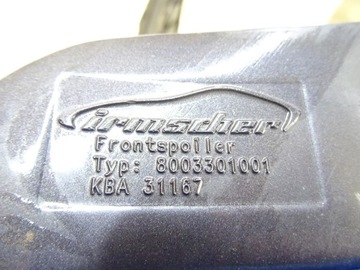 irmscher
Frontspoiler
Typ: 8003301001
KBA 31167